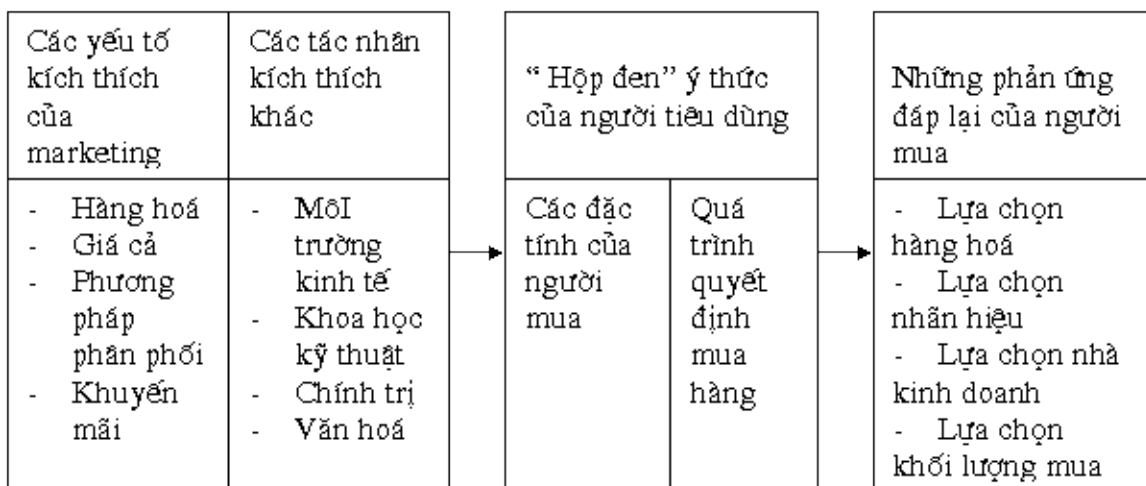 Các yếu tố
kích thích
của
marketing
Các tác nhân
kích thích
khác
“ Hộp đen” ý thức
của người tiêu dùng
Những phản ứng
đáp lại của người
mua
- Hàng hoá
- Giá cả
- Phương
pháp
phân phối
- Khuyến
mãi
- MôI
trường
kinh tế
- Khoa học
kỹ thuật
- Chính trị
- Văn hoá
Các đặc
tính của
người
mua
Quá
trình
quyết
định
mua
hàng
- Lựa chọn
hàng hoá
- Lựa chọn
nhãn hiệu
- Lựa chọn nhà
kinh doanh
- Lựa chọn
khối lượng mua